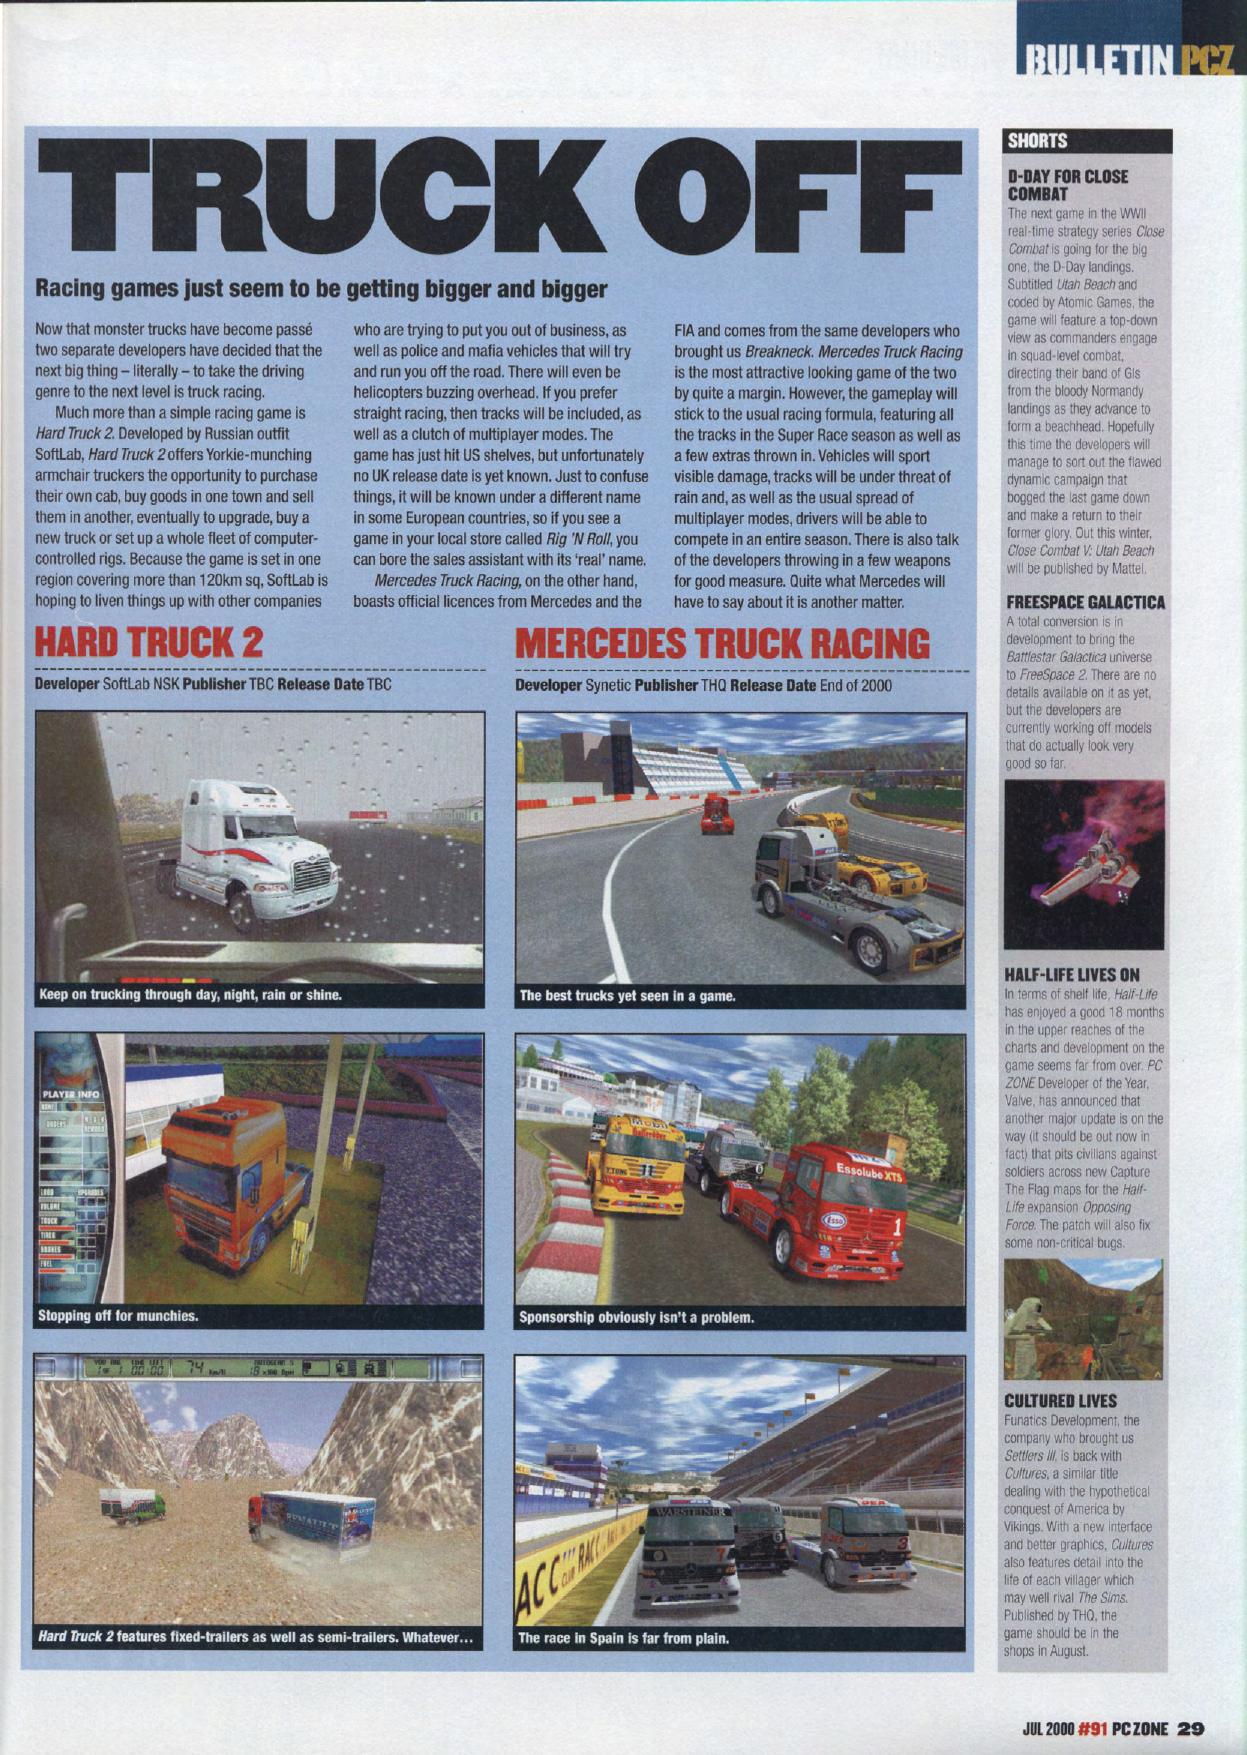 BULLETIN PCZ
TRUCK OFF
Racing games just seem to be getting bigger and bigger
Now that monster trucks have become passé
two separate developers have decided that the
next big thing – literally – to take the driving
genre to the next level is truck racing.
Much more than a simple racing game is
Hard Truck 2. Developed by Russian outfit
SoftLab, Hard Truck 2 offers Yorkie-munching
armchair truckers the opportunity to purchase
their own cab, buy goods in one town and sell
them in another, eventually to upgrade, buy a
new truck or set up a whole fleet of computer-
controlled rigs. Because the game is set in one
region covering more than 120km sq, SoftLab is
hoping to liven things up with other companies
who are trying to put you out of business, as
well as police and mafia vehicles that will try
and run you off the road. There will even be
helicopters buzzing overhead. If you prefer
straight racing, then tracks will be included, as
well as a clutch of multiplayer modes. The
game has just hit US shelves, but unfortunately
no UK release date is yet known. Just to confuse
things, it will be known under a different name
in some European countries, so if you see a
game in your local store called Rig 'N Roll, you
can bore the sales assistant with its 'real' name.
Mercedes Truck Racing, on the other hand,
boasts official licences from Mercedes and the
FIA and comes from the same developers who
brought us Breakneck. Mercedes Truck Racing
is the most attractive looking game of the two
by quite a margin. However, the gameplay will
stick to the usual racing formula, featuring all
the tracks in the Super Race season as well as
a few extras thrown in. Vehicles will sport
visible damage, tracks will be under threat of
rain and, as well as the usual spread of
multiplayer modes, drivers will be able to
compete in an entire season. There is also talk
of the developers throwing in a few weapons
for good measure. Quite what Mercedes will
have to say about it is another matter.
HARD TRUCK 2
Developer SoftLab NSK Publisher TBC Release Date TBC
Keep on trucking through day, night, rain or shine.
PLAYER INFO
NAME
LOAD UPGRADES
VOLUME
TRUCK
TIRES
BRAKES
FUEL
Stopping off for munchies.
YOU ARE TIME LEFT
1 OF 1 00:00 74 Km/H
RENAULT
Hard Truck 2 features fixed-trailers as well as semi-trailers. Whatever...
MERCEDES TRUCK RACING
Developer Synetic Publisher THQ Release Date End of 2000
The best trucks yet seen in a game.
Mobil
11
6
Essolube XTS
Esso
1
Sponsorship obviously isn't a problem.
WARSTEINER
7
6
3
ACC CLUB RACC RACC
The race in Spain is far from plain.
SHORTS
D-DAY FOR CLOSE
COMBAT
The next game in the WWII
real-time strategy series Close
Combat is going for the big
one, the D-Day landings.
Subtitled Utah Beach and
coded by Atomic Games, the
game will feature a top-down
view as commanders engage
in squad-level combat,
directing their band of GIs
from the bloody Normandy
landings as they advance to
form a beachhead. Hopefully
this time the developers will
manage to sort out the flawed
dynamic campaign that
bogged the last game down
and make a return to their
former glory. Out this winter,
Close Combat V: Utah Beach
will be published by Mattel.
FREESPACE GALACTICA
A total conversion is in
development to bring the
Battlestar Galactica universe
to FreeSpace 2. There are no
details available on it as yet,
but the developers are
currently working off models
that do actually look very
good so far.
HALF-LIFE LIVES ON
In terms of shelf life, Half-Life
has enjoyed a good 18 months
in the upper reaches of the
charts and development on the
game seems far from over. PC
ZONE Developer of the Year,
Valve, has announced that
another major update is on the
way (it should be out now in
fact) that pits civilians against
soldiers across new Capture
The Flag maps for the Half-
Life expansion Opposing
Force. The patch will also fix
some non-critical bugs.
CULTURED LIVES
Funatics Development, the
company who brought us
Settlers III, is back with
Cultures, a similar title
dealing with the hypothetical
conquest of America by
Vikings. With a new interface
and better graphics, Cultures
also features detail into the
life of each villager which
may well rival The Sims.
Published by THQ, the
game should be in the
shops in August.
JUL 2000 #91 PC ZONE 29